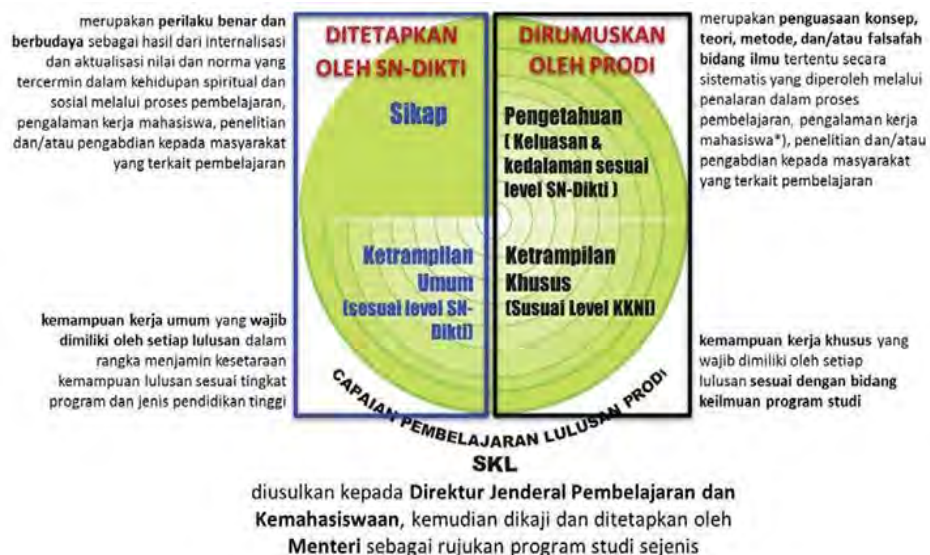 merupakan perilaku benar dan
berbudaya sebagai hasil dari internalisasi
dan aktualisasi nilai dan norma yang
tercermin dalam kehidupan spiritual dan
sosial melalui proses pembelajaran,
pengalaman kerja mahasiswa, penelitian
dan/atau pengabdian kepada masyarakat
yang terkait pembelajaran
DITETAPKAN
OLEH SN-DIKTI
Sikap
DIRUMUSKAN
OLEH PRODI
Pengetahuan
( Keluasan &
kedalaman sesuai
level SN-Dikti )
merupakan penguasaan konsep,
teori, metode, dan/atau falsafah
bidang ilmu tertentu secara
sistematis yang diperoleh melalui
penalaran dalam proses
pembelajaran, pengalaman kerja
mahasiswa*), penelitian dan/atau
pengabdian kepada masyarakat
yang terkait pembelajaran
kemampuan kerja umum yang wajib
dimiliki oleh setiap lulusan dalam
rangka menjamin kesetaraan
kemampuan lulusan sesuai tingkat
program dan jenis pendidikan tinggi
Ketrampilan
Umum
(sesuai level SN-
Dikti)
Ketrampilan
Khusus
(Susuai Level KKNI)
kemampuan kerja khusus yang
wajib dimiliki oleh setiap
lulusan sesuai dengan bidang
keilmuan program studi
CAPAIAN PEMBELAJARAN LULUSAN PRODI
SKL
diusulkan kepada Direktur Jenderal Pembelajaran dan
Kemahasiswaan, kemudian dikaji dan ditetapkan oleh
Menteri sebagai rujukan program studi sejenis